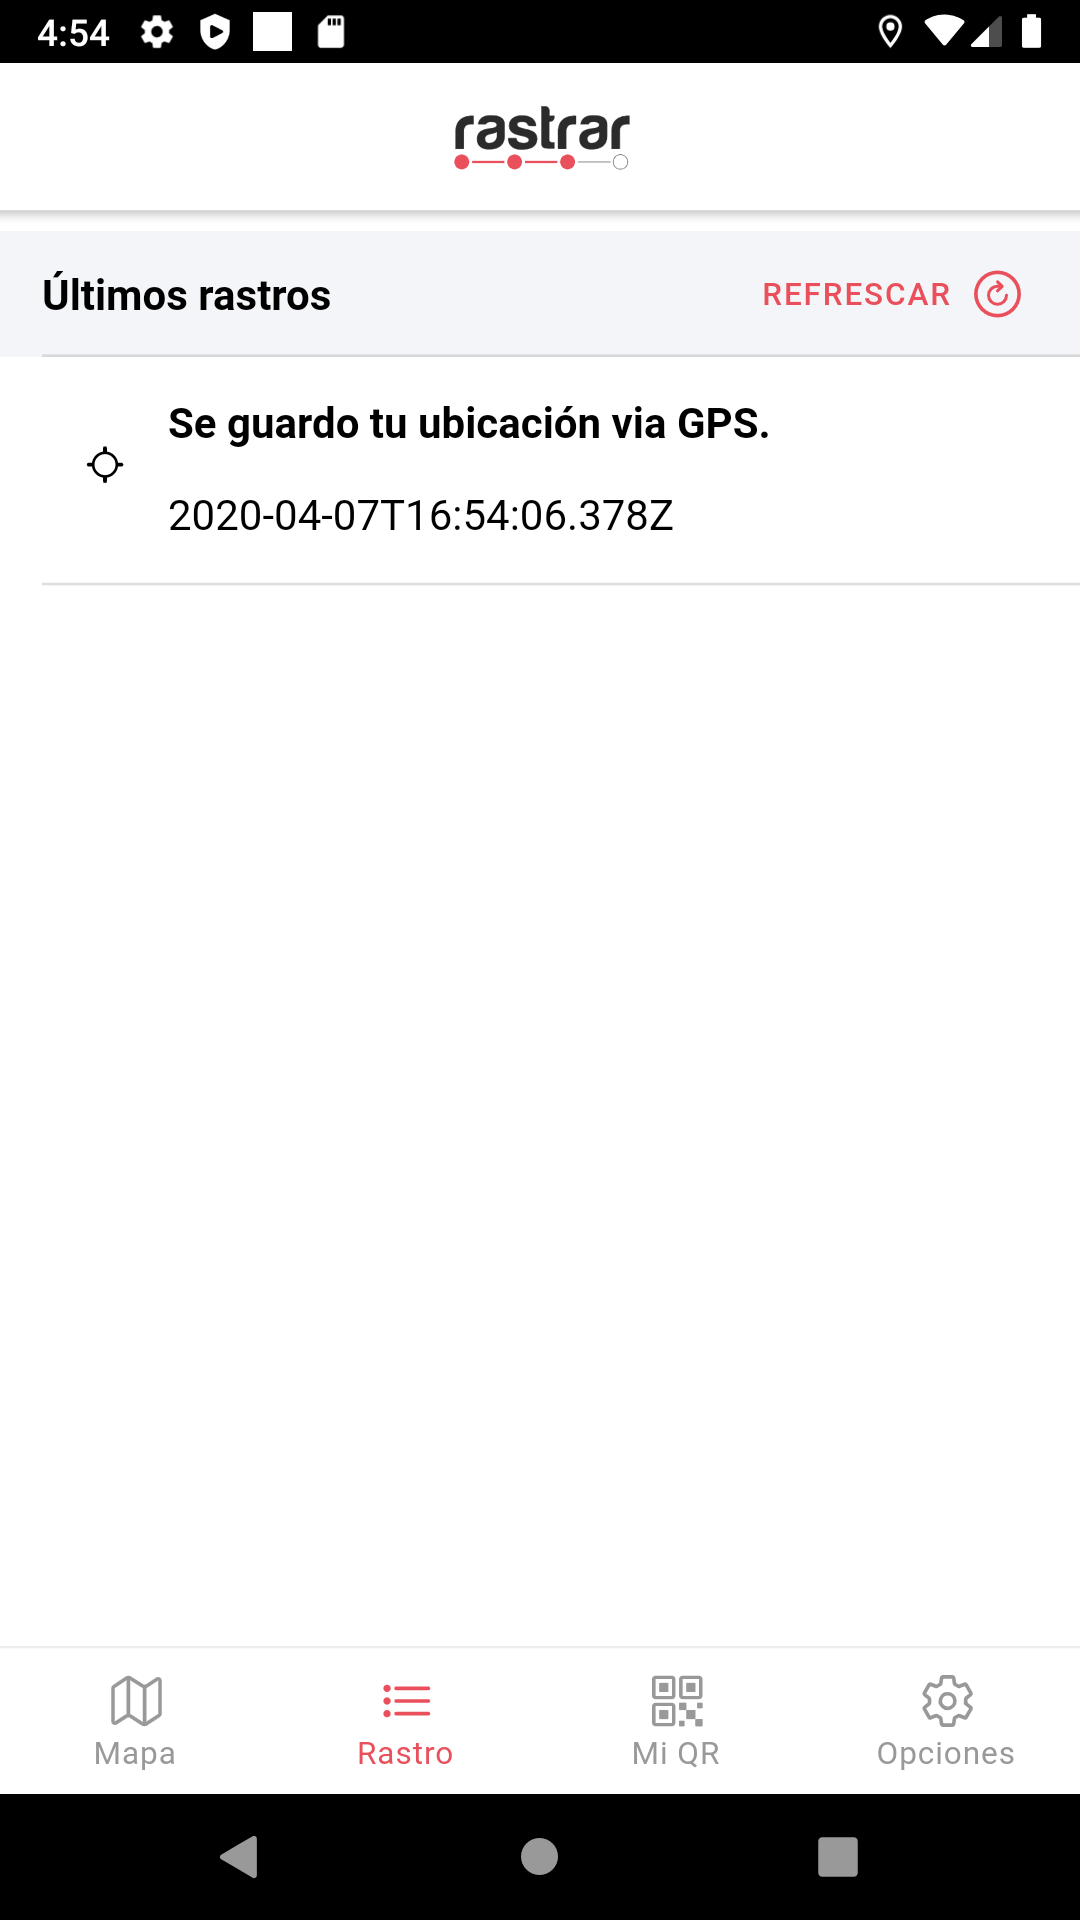 4:54
rastrar
Últimos rastros
REFRESCAR
Se guardo tu ubicación via GPS.
2020-04-07T16:54:06.378Z
Mapa
Rastro
Mi QR
Opciones